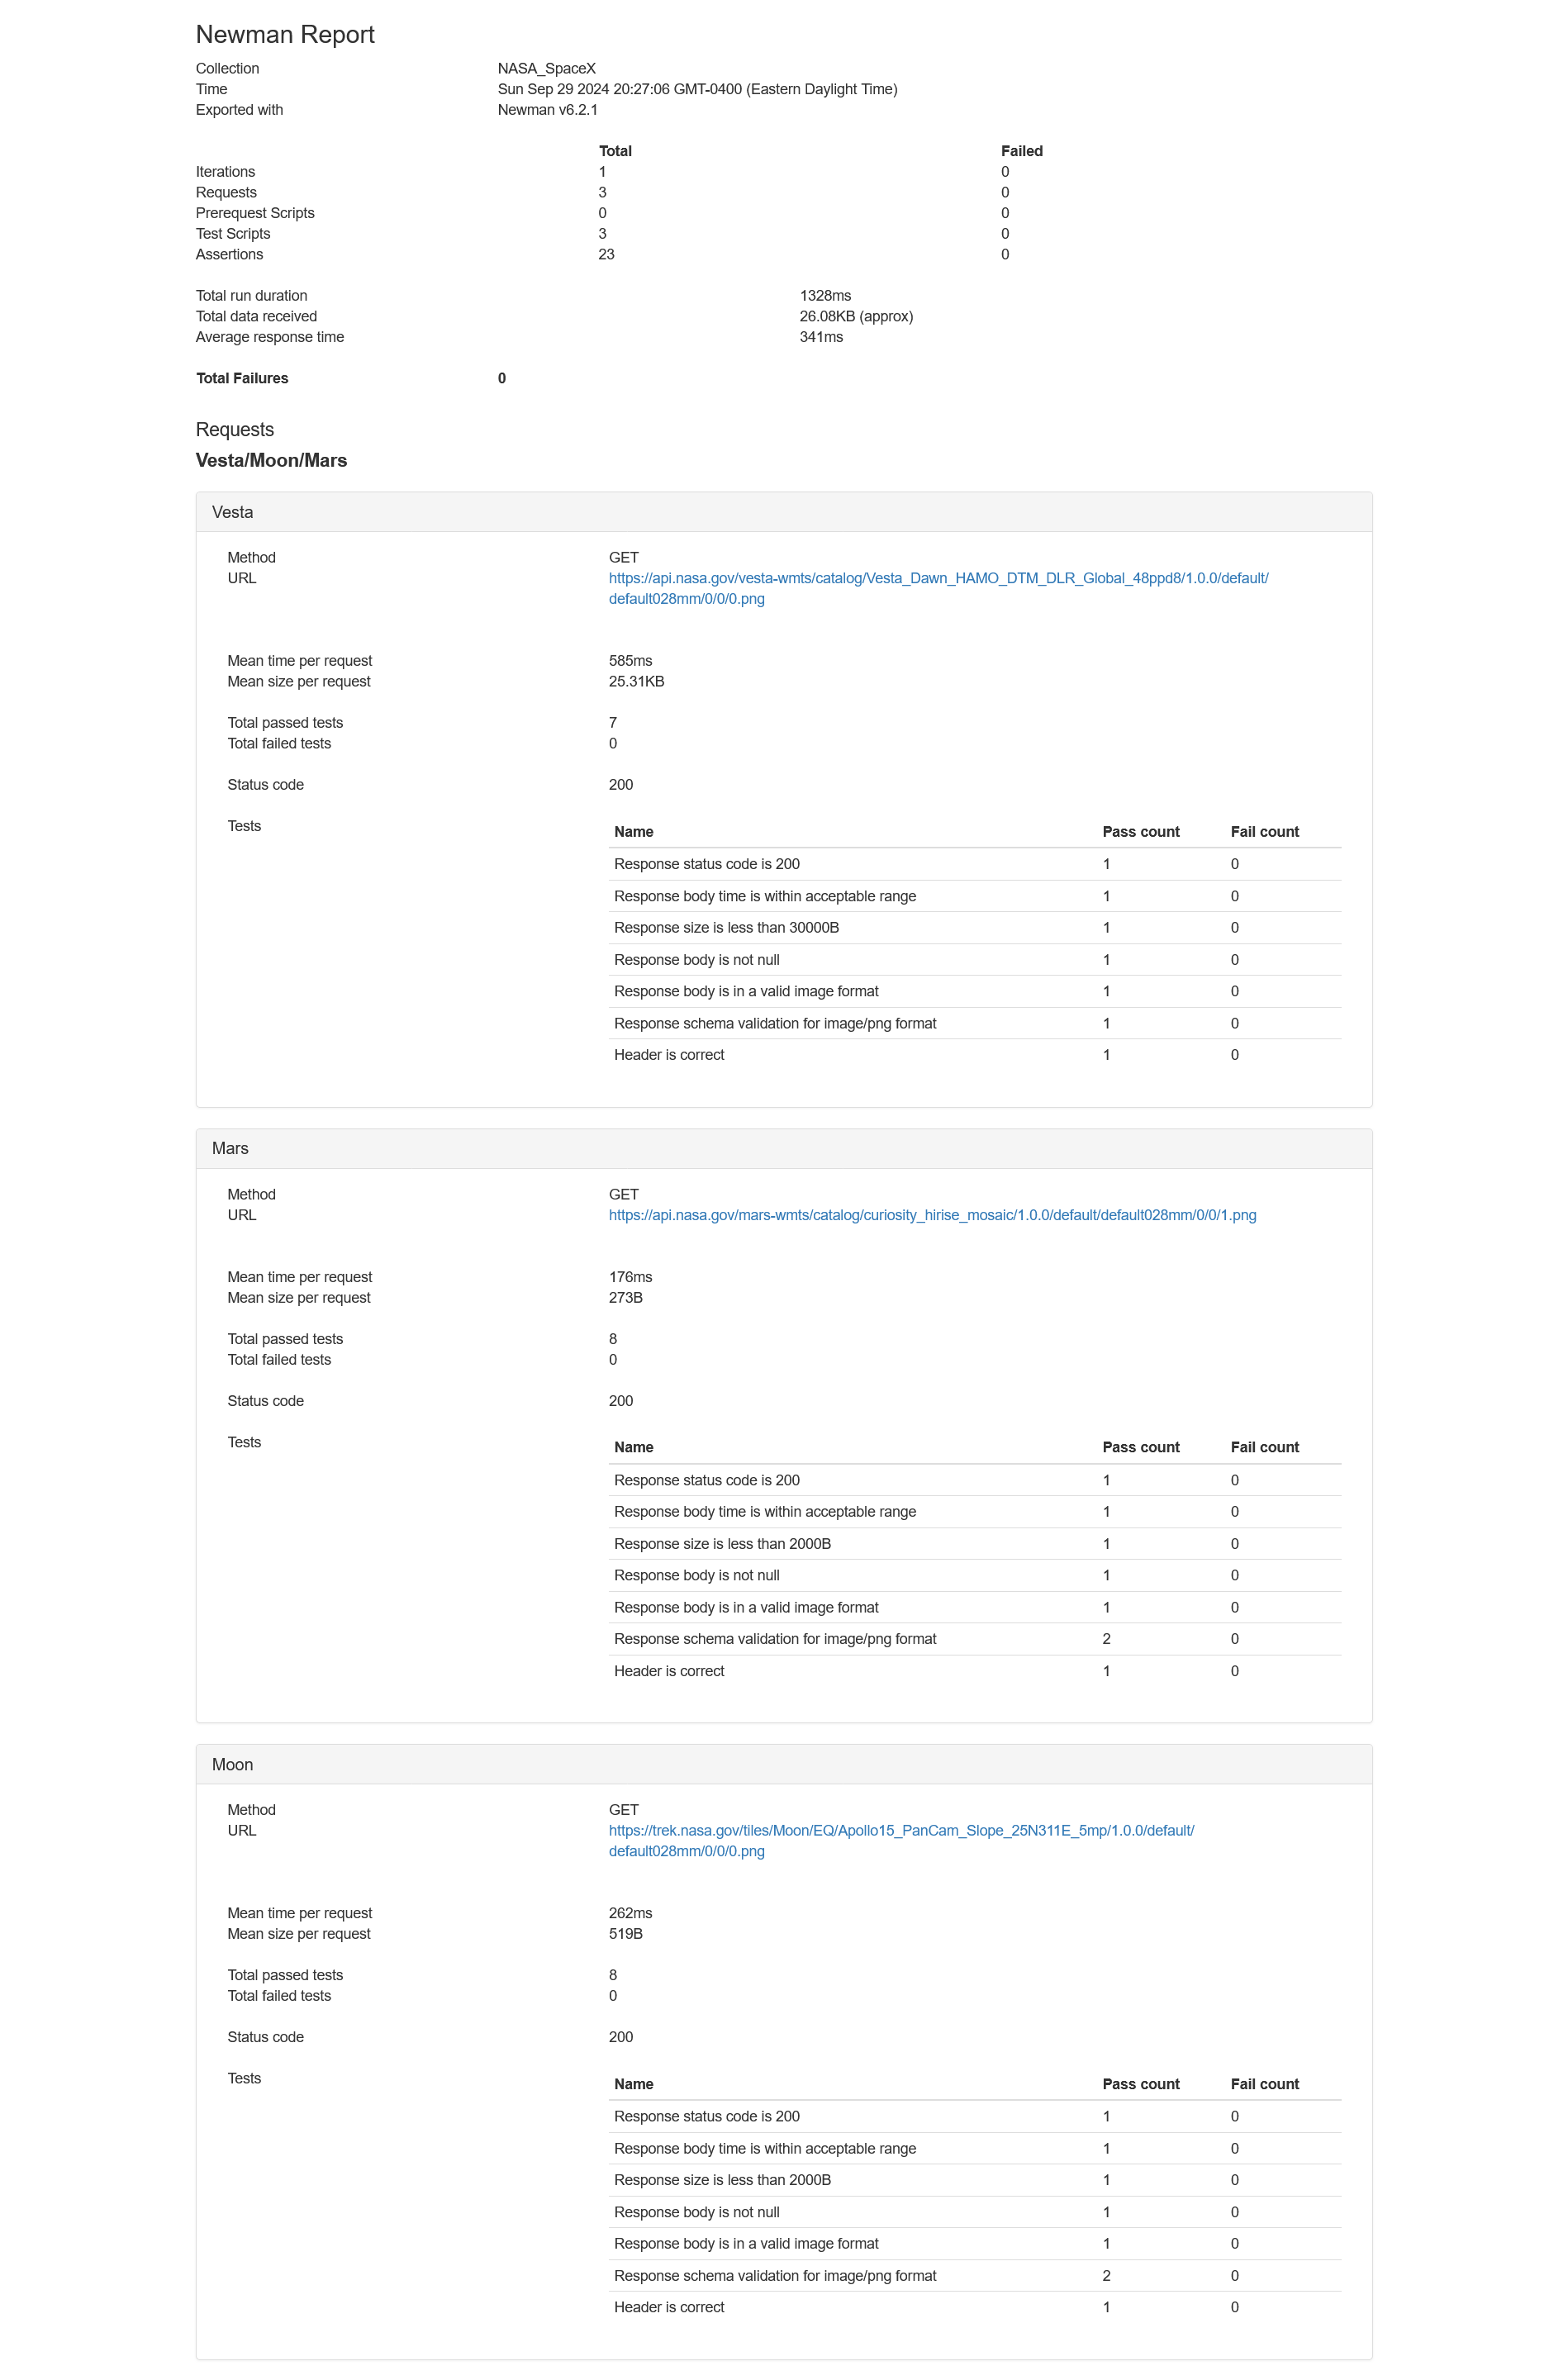 Newman Report
Collection NASA_SpaceX
Time Sun Sep 29 2024 20:27:06 GMT-0400 (Eastern Daylight Time)
Exported with Newman v6.2.1
Total Failed
Iterations 1 0
Requests 3 0
Prerequest Scripts 0 0
Test Scripts 3 0
Assertions 23 0
Total run duration 1328ms
Total data received 26.08KB (approx)
Average response time 341ms
Total Failures 0
Requests
Vesta/Moon/Mars
Vesta
Method GET
URL https://api.nasa.gov/vesta-wmts/catalog/Vesta_Dawn_HAMO_DTM_DLR_Global_48ppd8/1.0.0/default/
default028mm/0/0/0.png
Mean time per request 585ms
Mean size per request 25.31KB
Total passed tests 7
Total failed tests 0
Status code 200
Tests Name Pass count Fail count
Response status code is 200 1 0
Response body time is within acceptable range 1 0
Response size is less than 30000B 1 0
Response body is not null 1 0
Response body is in a valid image format 1 0
Response schema validation for image/png format 1 0
Header is correct 1 0
Mars
Method GET
URL https://api.nasa.gov/mars-wmts/catalog/curiosity_hirise_mosaic/1.0.0/default/default028mm/0/0/1.png
Mean time per request 176ms
Mean size per request 273B
Total passed tests 8
Total failed tests 0
Status code 200
Tests Name Pass count Fail count
Response status code is 200 1 0
Response body time is within acceptable range 1 0
Response size is less than 2000B 1 0
Response body is not null 1 0
Response body is in a valid image format 1 0
Response schema validation for image/png format 2 0
Header is correct 1 0
Moon
Method GET
URL https://trek.nasa.gov/tiles/Moon/EQ/Apollo15_PanCam_Slope_25N311E_5mp/1.0.0/default/
default028mm/0/0/0.png
Mean time per request 262ms
Mean size per request 519B
Total passed tests 8
Total failed tests 0
Status code 200
Tests Name Pass count Fail count
Response status code is 200 1 0
Response body time is within acceptable range 1 0
Response size is less than 2000B 1 0
Response body is not null 1 0
Response body is in a valid image format 1 0
Response schema validation for image/png format 2 0
Header is correct 1 0